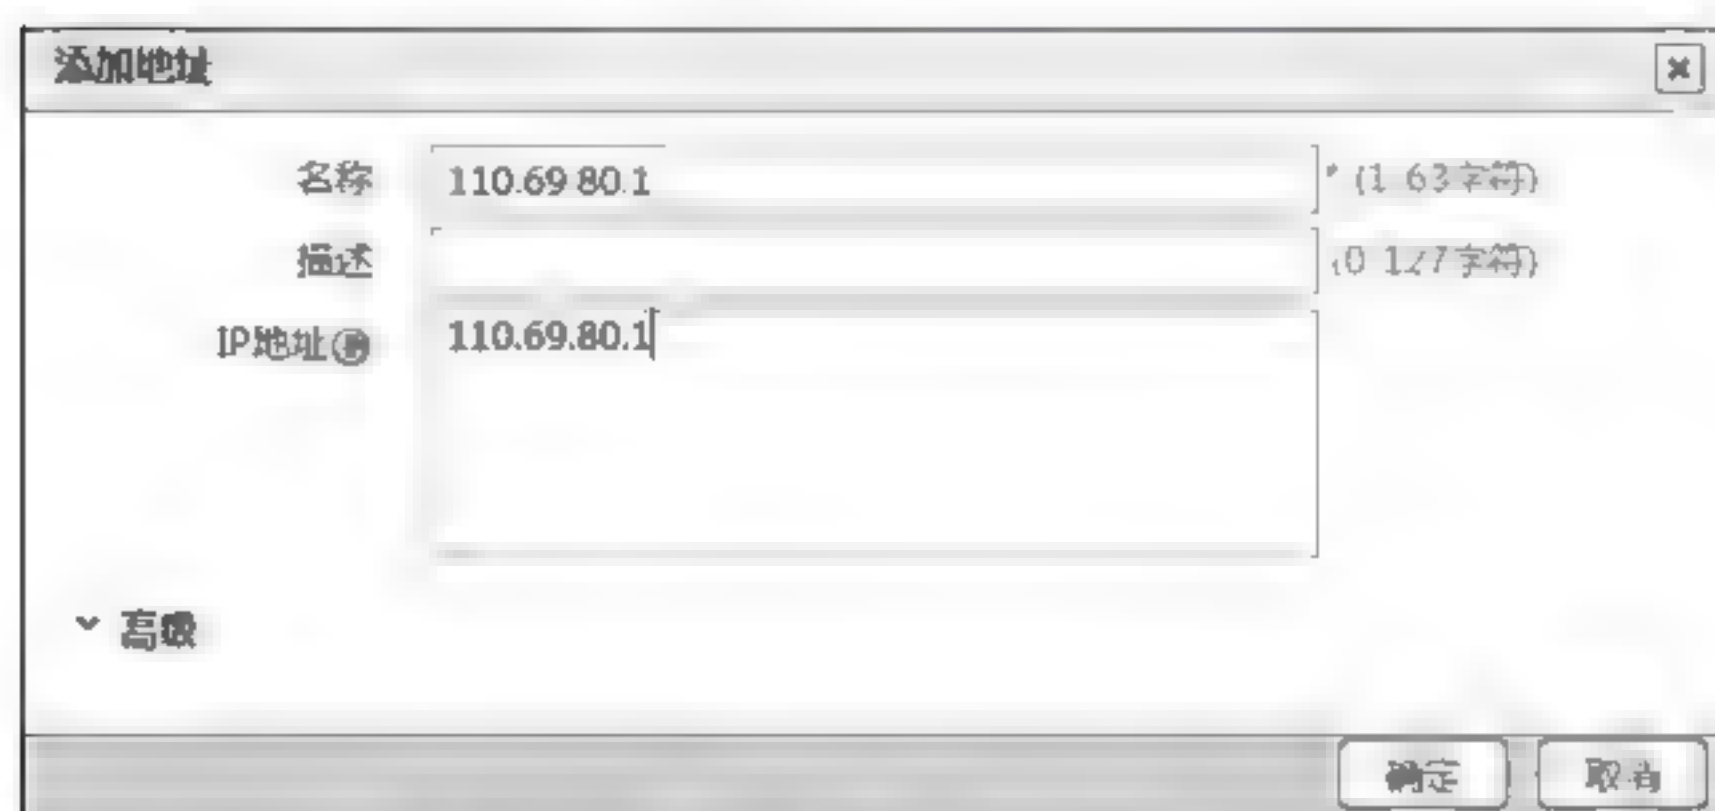 添加地址
名称 110.69.80.1 * (1-63字符)
描述 (0-127字符)
IP地址 110.69.80.1
高级
确定 取消